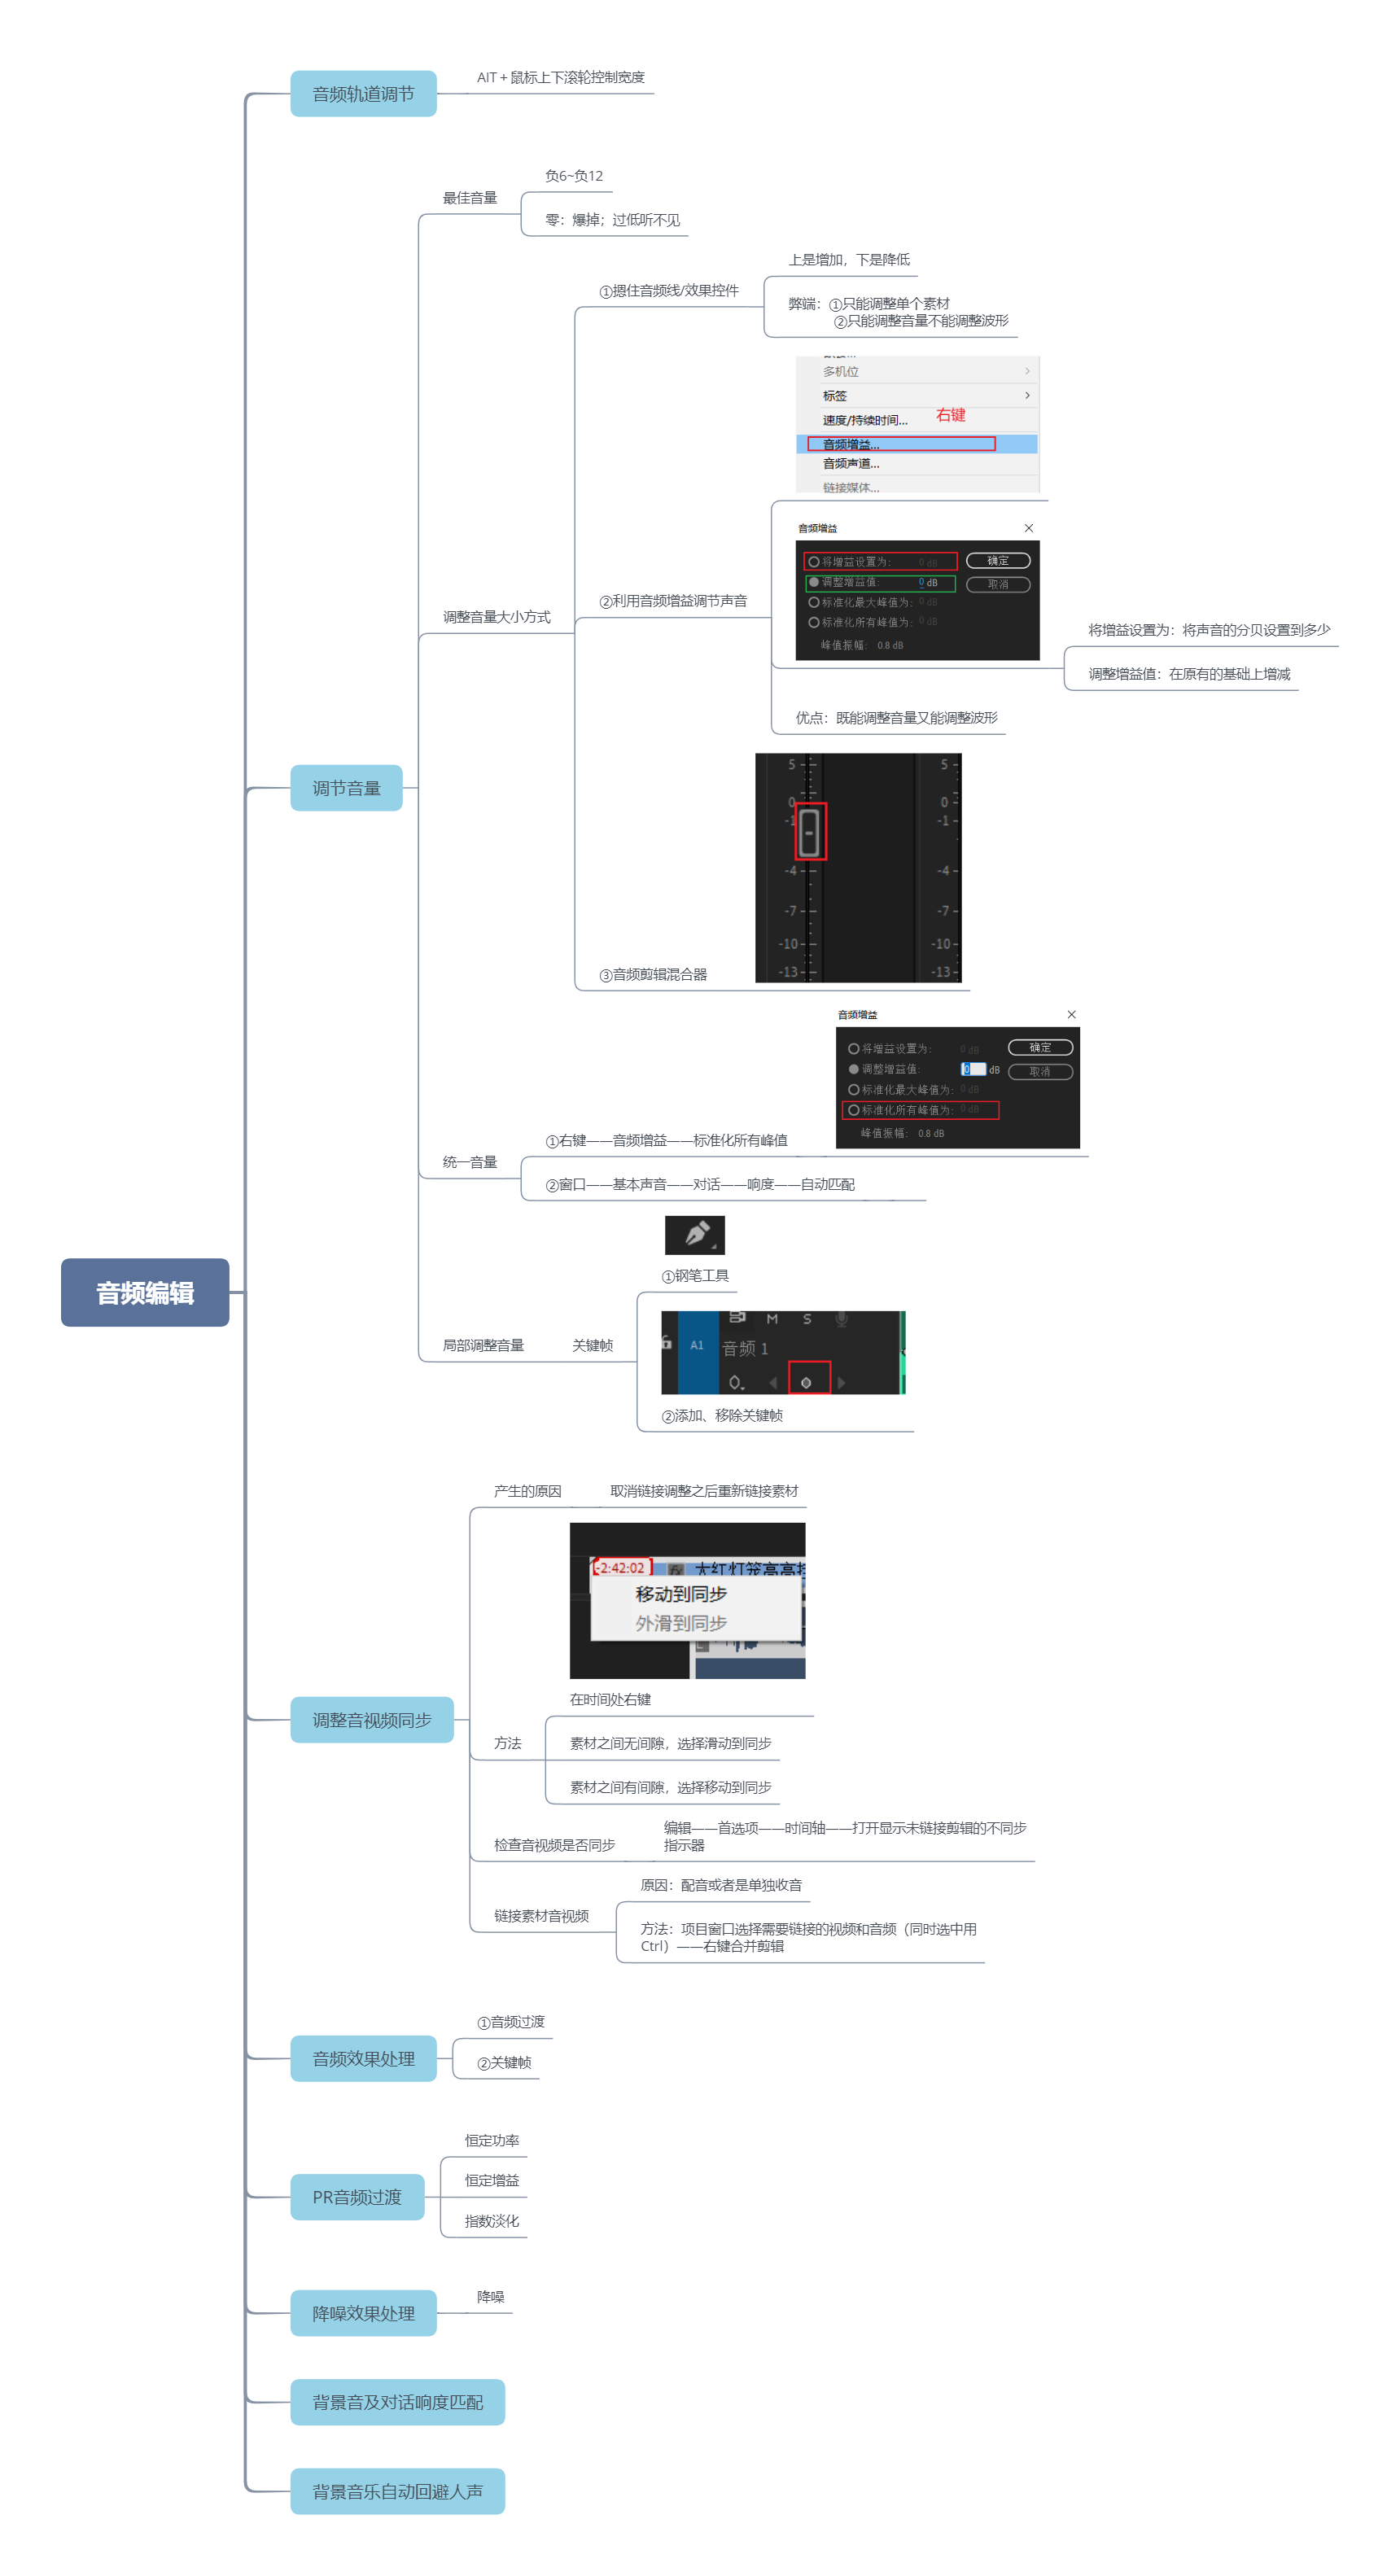 音频编辑
音频轨道调节
AIT + 鼠标上下滚轮控制宽度
调节音量
最佳音量
负6~负12
零：爆掉；过低听不见
调整音量大小方式
①摁住音频线/效果控件
上是增加，下是降低
弊端：①只能调整单个素材
②只能调整音量不能调整波形
②利用音频增益调节声音
多机位
标签
速度/持续时间...
右键
音频增益...
音频声道...
链接媒体...
音频增益
将增益设置为： 0 dB
确定
调整增益值： 0 dB
取消
标准化最大峰值为： 0 dB
标准化所有峰值为： 0 dB
峰值振幅： 0.8 dB
将增益设置为：将声音的分贝设置到多少
调整增益值：在原有的基础上增减
优点：既能调整音量又能调整波形
③音频剪辑混合器
5 5
0 0
-1 -1
-4 -4
-7 -7
-10 -10
-13 -13
统一音量
①右键——音频增益——标准化所有峰值
音频增益
将增益设置为： 0 dB
确定
调整增益值： 0 dB
取消
标准化最大峰值为： 0 dB
标准化所有峰值为： 0 dB
峰值振幅： 0.8 dB
②窗口——基本声音——对话——响度——自动匹配
局部调整音量
关键帧
①钢笔工具
M S
A1 音频 1
②添加、移除关键帧
调整音视频同步
产生的原因
取消链接调整之后重新链接素材
方法
-2:42:02 fx 大红灯笼高高挂
移动到同步
外滑到同步
在时间处右键
素材之间无间隙，选择滑动到同步
素材之间有间隙，选择移动到同步
检查音视频是否同步
编辑——首选项——时间轴——打开显示未链接剪辑的不同步
指示器
链接素材音视频
原因：配音或者是单独收音
方法：项目窗口选择需要链接的视频和音频（同时选中用
Ctrl）——右键合并剪辑
音频效果处理
①音频过渡
②关键帧
PR音频过渡
恒定功率
恒定增益
指数淡化
降噪效果处理
降噪
背景音及对话响度匹配
背景音乐自动回避人声